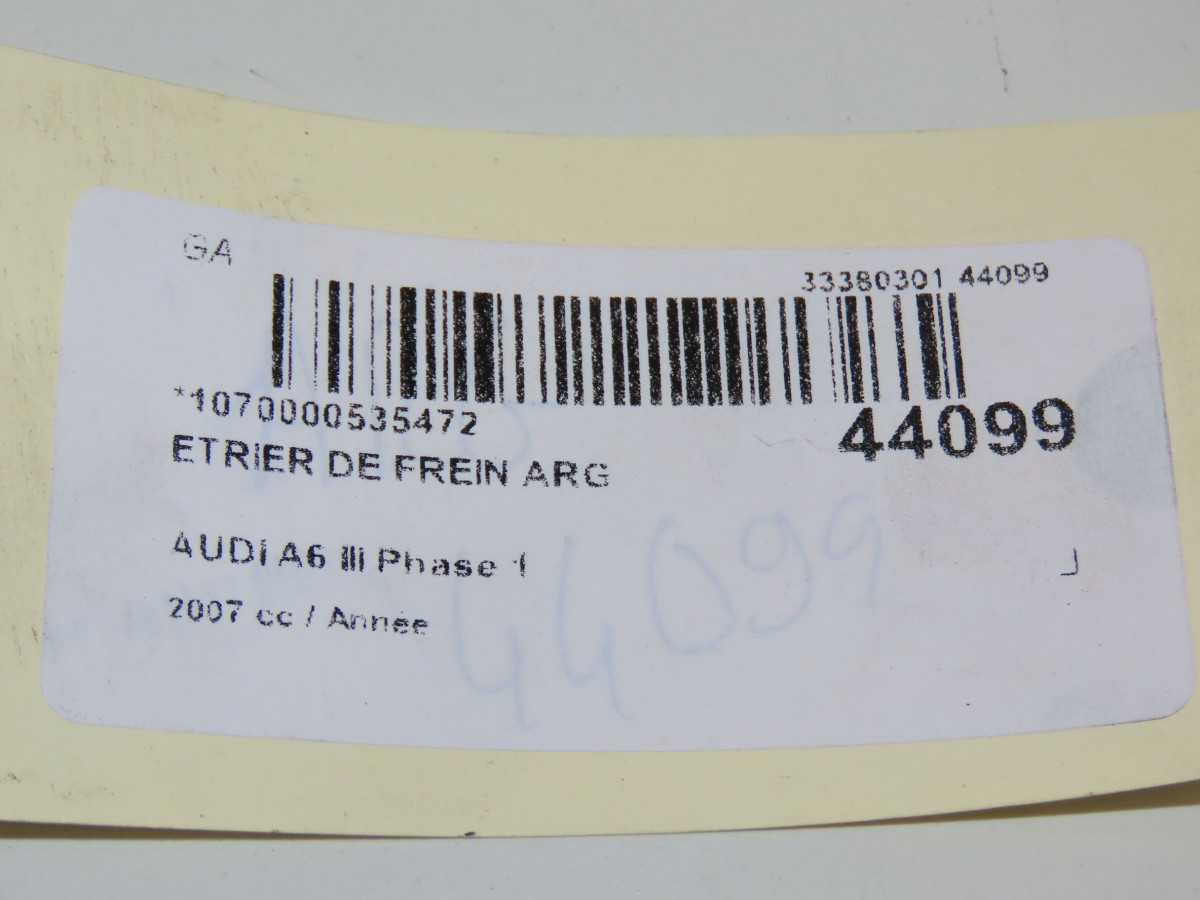 GA
33380301 44099
*1070000535472
44099
ETRIER DE FREIN ARG
AUDI A6 III Phase 1
2007 cc / Année
J
44099